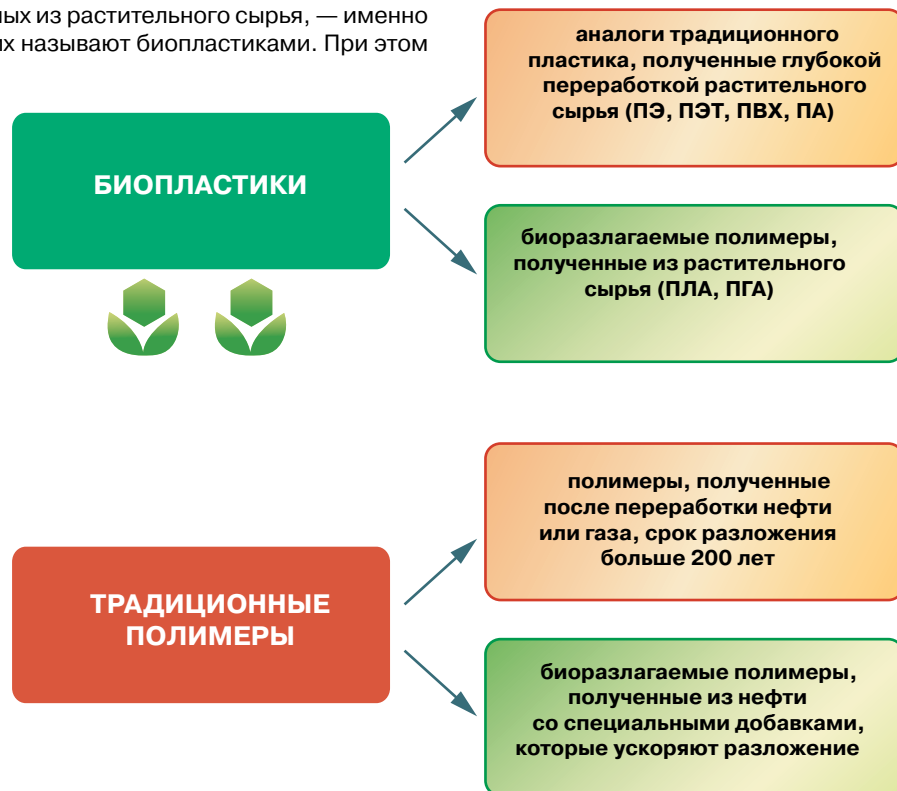 ных из растительного сырья, — именно
их называют биопластиками. При этом
БИОПЛАСТИКИ
аналоги традиционного
пластика, полученные глубокой
переработкой растительного
сырья (ПЭ, ПЭТ, ПВХ, ПА)
биоразлагаемые полимеры,
полученные из растительного
сырья (ПЛА, ПГА)
ТРАДИЦИОННЫЕ
ПОЛИМЕРЫ
полимеры, полученные
после переработки нефти
или газа, срок разложения
больше 200 лет
биоразлагаемые полимеры,
полученные из нефти
со специальными добавками,
которые ускоряют разложение